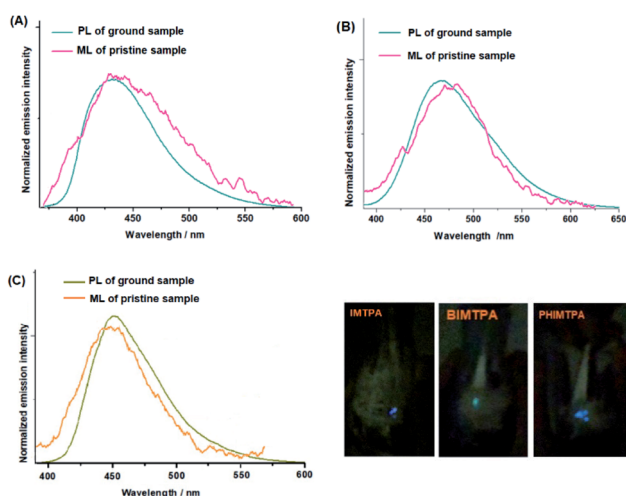 (A)
PL of ground sample
ML of pristine sample
Normalized emission intensity
400 450 500 550 600
Wavelength / nm
(B)
PL of ground sample
ML of pristine sample
Normalized emission intensity
400 450 500 550 600 650
Wavelength /nm
(C)
PL of ground sample
ML of pristine sample
Normalized emission intensity
400 450 500 550 600
Wavelength / nm
IMTPA
BIMTPA
PHIMTPA